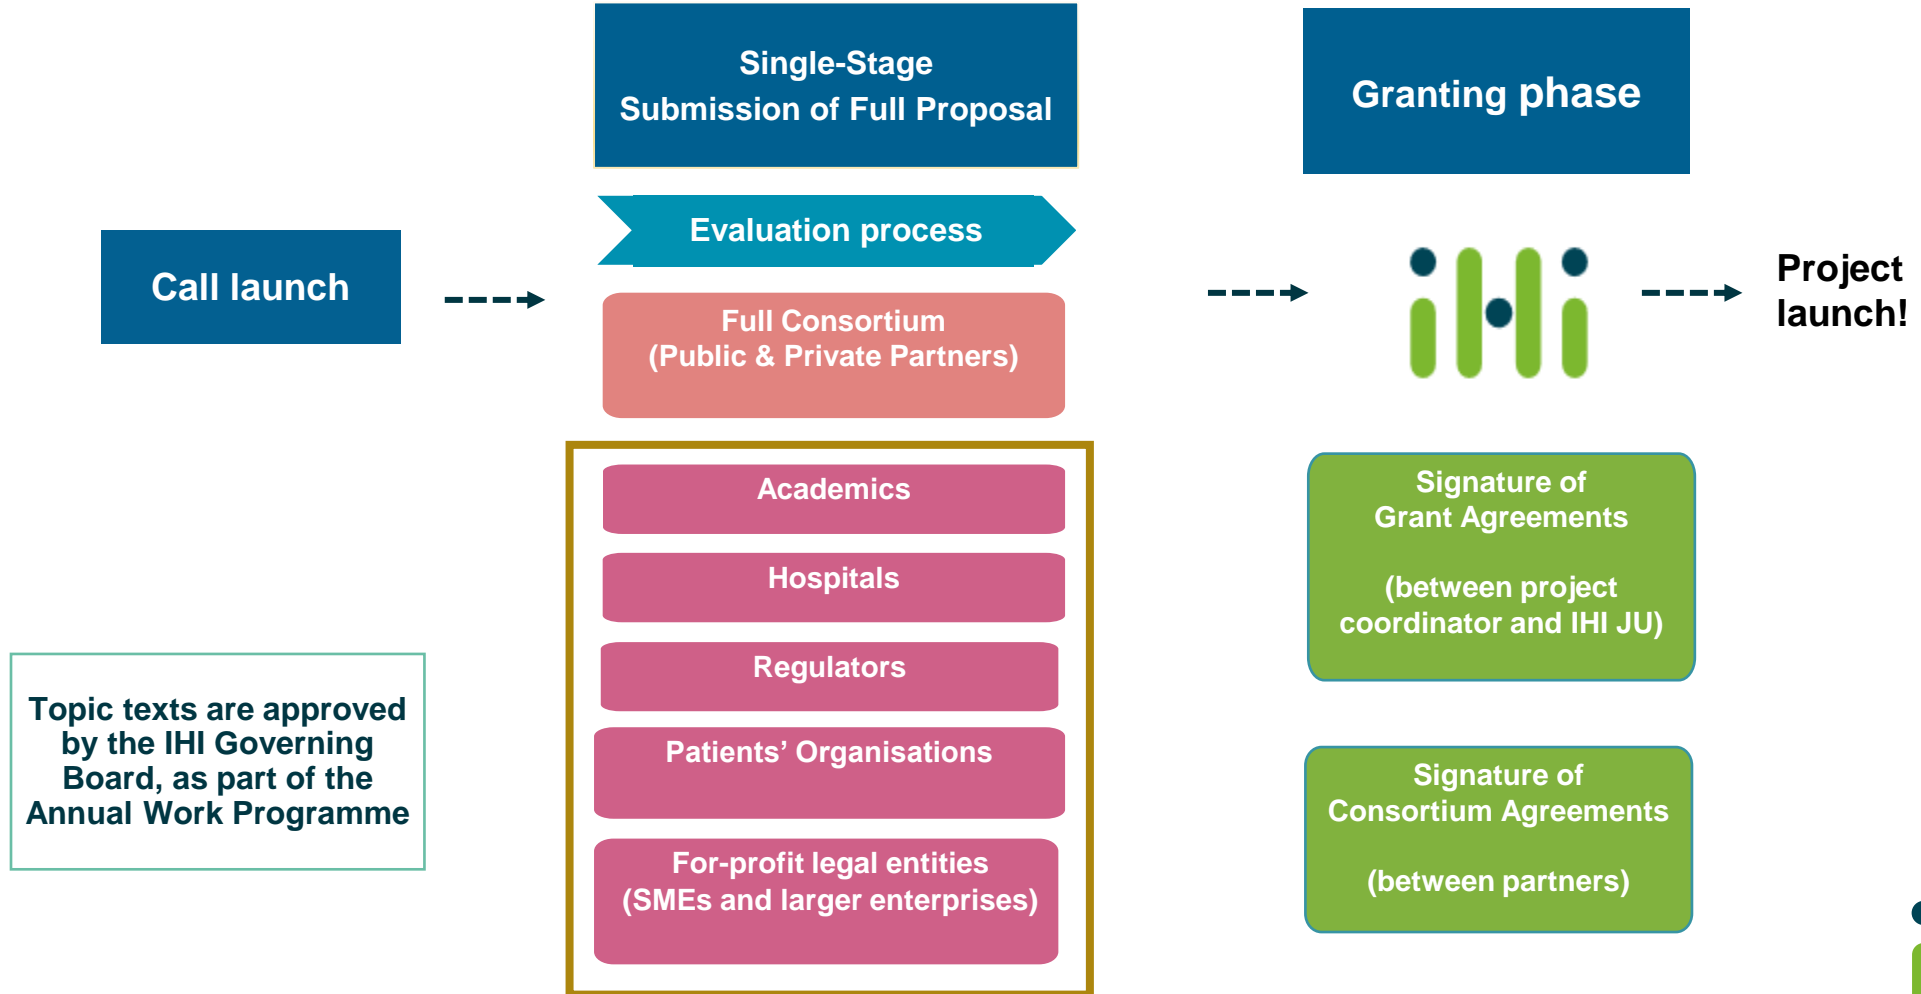 Single-Stage
Submission of Full Proposal
Granting phase
Evaluation process
Call launch
iHi
Project
launch!
Full Consortium
(Public & Private Partners)
Academics
Hospitals
Regulators
Patients’ Organisations
For-profit legal entities
(SMEs and larger enterprises)
Signature of
Grant Agreements
(between project
coordinator and IHI JU)
Signature of
Consortium Agreements
(between partners)
Topic texts are approved
by the IHI Governing
Board, as part of the
Annual Work Programme